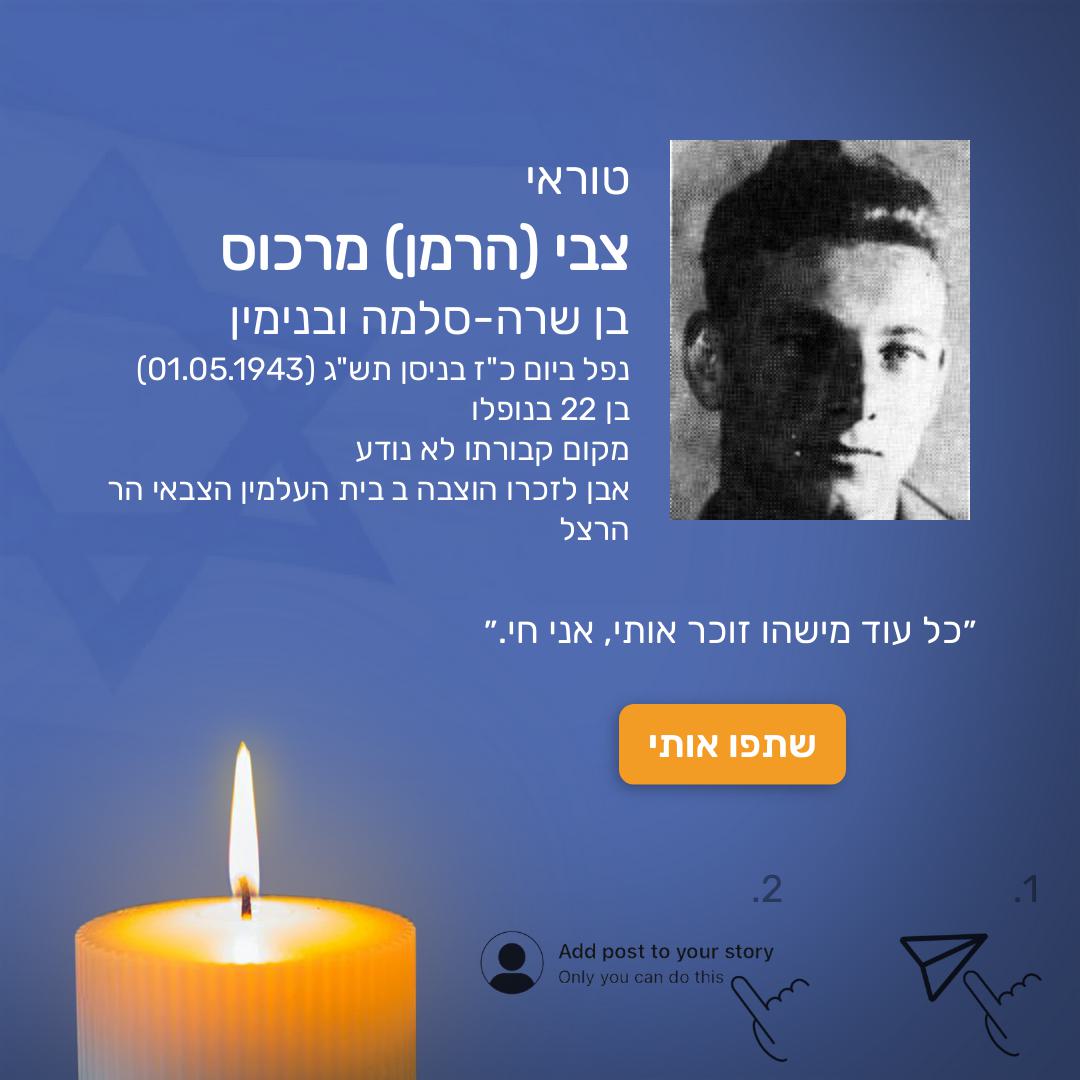 טוראי
צבי (הרמן) מרכוס
בן שרה-סלמה ובנימין
נפל ביום כ"ז בניסן תש"ג (01.05.1943)
בן 22 בנופלו
מקום קבורתו לא נודע
אבן לזכרו הוצבה ב בית העלמין הצבאי הר
הרצל
״כל עוד מישהו זוכר אותי, אני חי.״
שתפו אותי
.1
.2
Add post to your story
Only you can do this